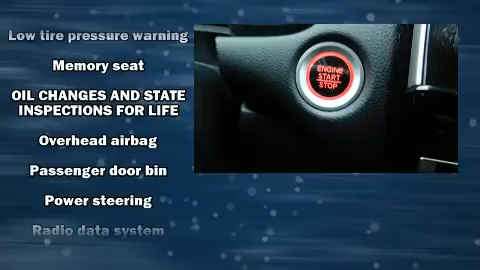 Low tire pressure warning
Memory seat
OIL CHANGES AND STATE
INSPECTIONS FOR LIFE
Overhead airbag
Passenger door bin
Power steering
Radio data system
ENGINE
START
STOP